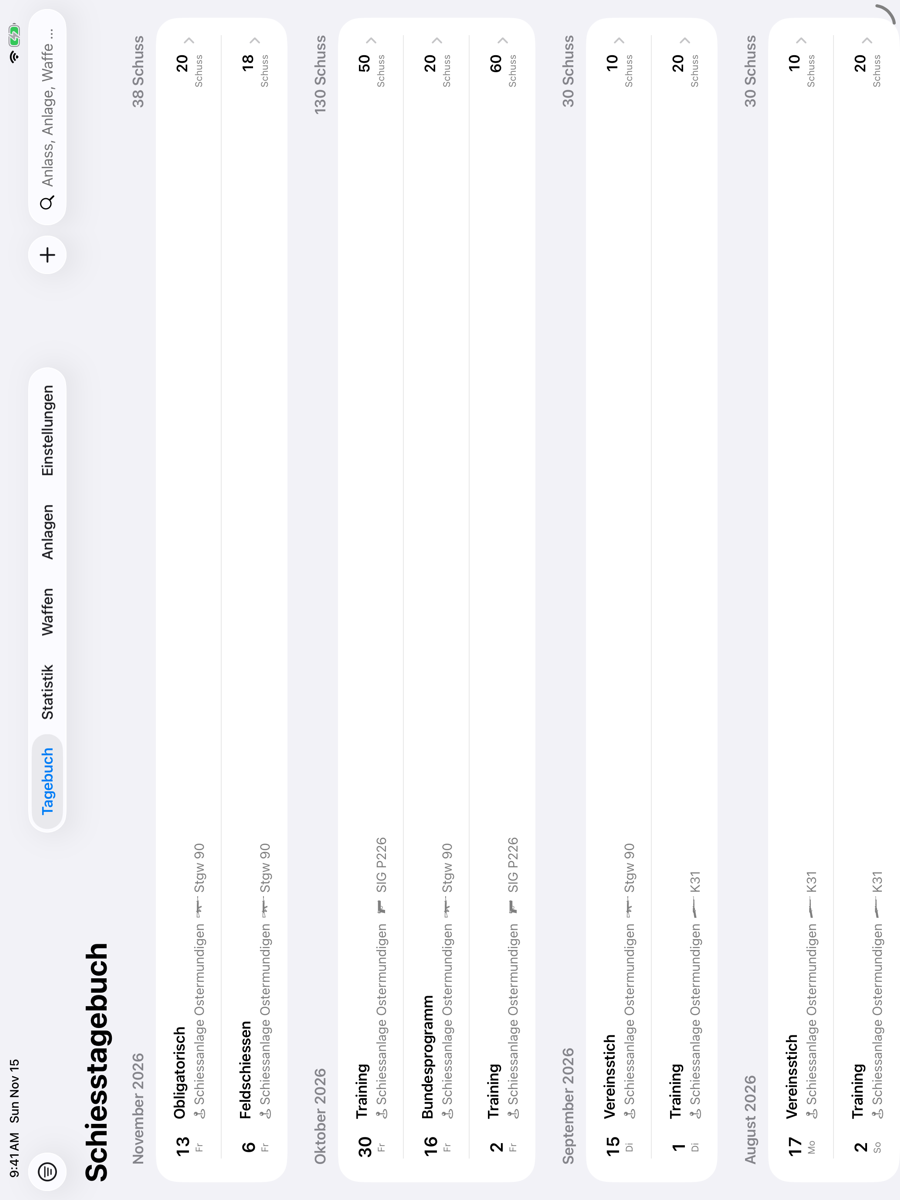 9:41 AM Sun Nov 15
Tagebuch Statistik Waffen Anlagen Einstellungen
Anlass, Anlage, Waffe ...
Schiesstagebuch
November 2026 38 Schuss
13 Obligatorisch 20
Fr Schiessanlage Ostermundigen Stgw 90 Schuss
6 Feldschiessen 18
Fr Schiessanlage Ostermundigen Stgw 90 Schuss
Oktober 2026 130 Schuss
30 Training 50
Fr Schiessanlage Ostermundigen SIG P226 Schuss
16 Bundesprogramm 20
Fr Schiessanlage Ostermundigen Stgw 90 Schuss
2 Training 60
Fr Schiessanlage Ostermundigen SIG P226 Schuss
September 2026 30 Schuss
15 Vereinsstich 10
Di Schiessanlage Ostermundigen Stgw 90 Schuss
1 Training 20
Di Schiessanlage Ostermundigen K31 Schuss
August 2026 30 Schuss
17 Vereinsstich 10
Mo Schiessanlage Ostermundigen K31 Schuss
2 Training 20
So Schiessanlage Ostermundigen K31 Schuss